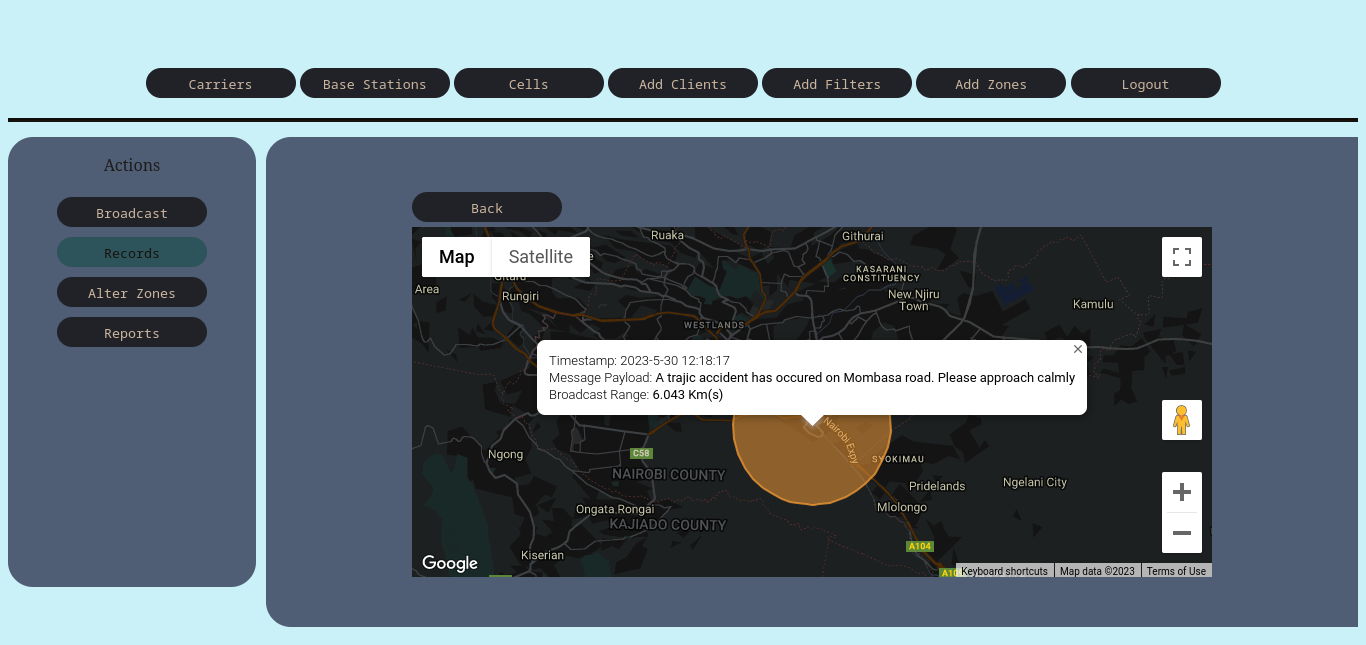 Carriers
Base Stations
Cells
Add Clients
Add Filters
Add Zones
Logout
Actions
Broadcast
Records
Alter Zones
Reports
Back
Map
Satellite
Ruaka
Githurai
KASARANI
CONSTITUENCY
Area
Rungiri
New Njiru
Town
Kamulu
WESTLANDS
Timestamp: 2023-5-30 12:18:17
Message Payload: A trajic accident has occured on Mombasa road. Please approach calmly
Broadcast Range: 6.043 Km(s)
Nairobi Expy
Ngong
C58
SYOKIMAU
NAIROBI COUNTY
Pridelands
Ngelani City
Ongata Rongai
Mlolongo
KAJIADO COUNTY
Kiserian
A104
Google
Keyboard shortcuts
Map data ©2023
Terms of Use